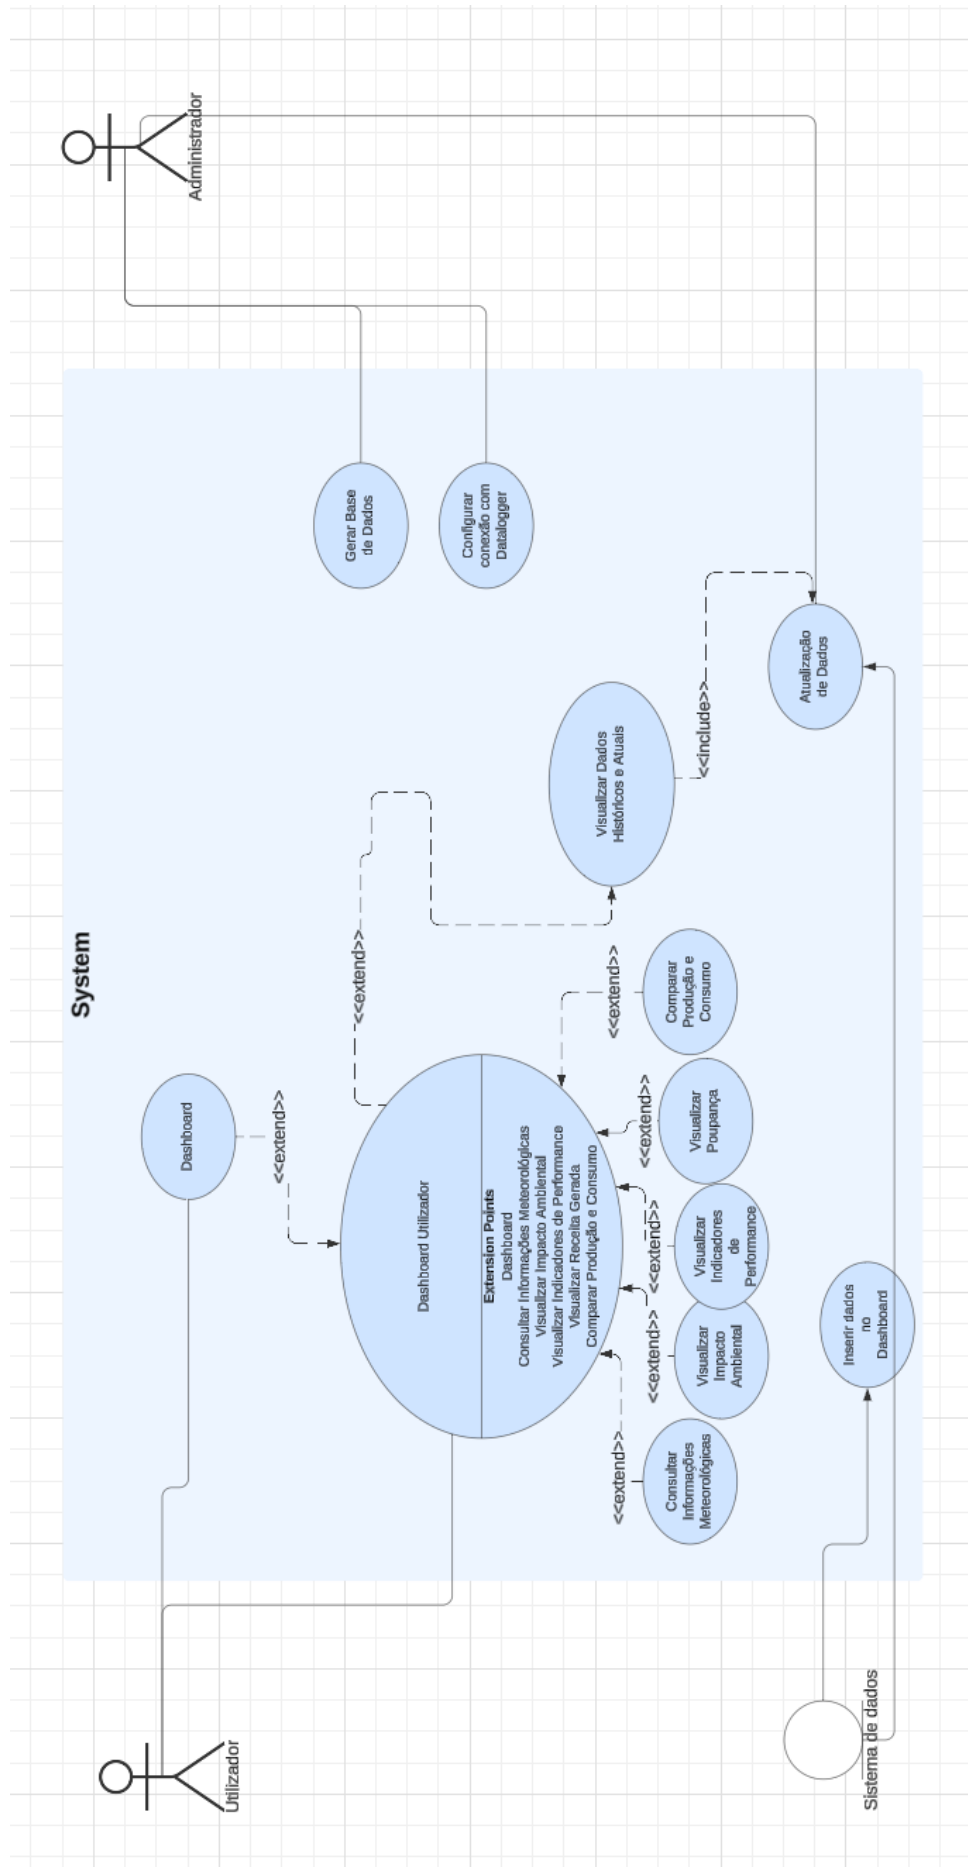 System
Utilizador
Administrador
Sistema de dados
Dashboard
<<extend>>
Dashboard Utilizador
Extension Points
Dashboard
Consultar Informações Meteorológicas
Visualizar Impacto Ambiental
Visualizar Indicadores de Performance
Visualizar Receita Gerada
Comparar Produção e Consumo
<<extend>>
Gerar Base
de Dados
Configurar
conexão com
Datalogger
Visualizar Dados
Históricos e Atuais
<<include>>
Atualização
de Dados
<<extend>>
Consultar
Informações
Meteorológicas
<<extend>>
Visualizar
Impacto
Ambiental
<<extend>>
Visualizar
Indicadores
de
Performance
<<extend>>
Visualizar
Poupança
<<extend>>
Comparar
Produção e
Consumo
Inserir dados
no
Dashboard